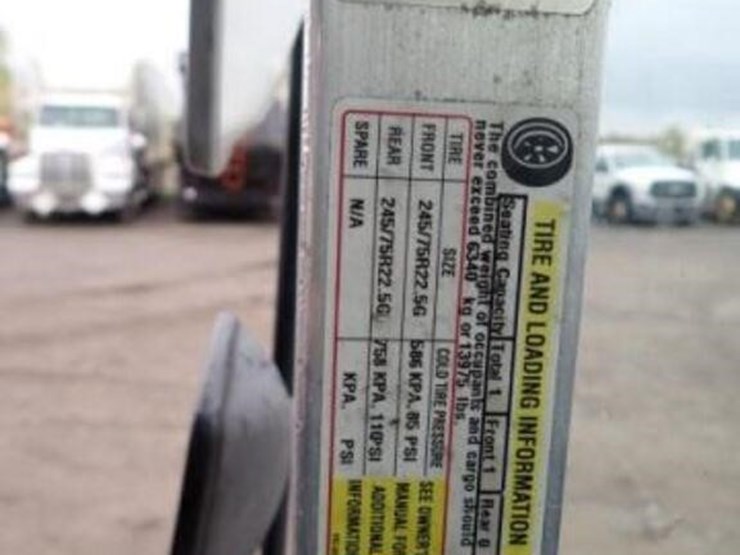 TIRE AND LOADING INFORMATION
Seating Capacity Total 1 Front 1 Rear 0
The combined weight of occupants and cargo should
never exceed 6340 kg or 13975 lbs.
TIRE SIZE COLD TIRE PRESSURE SEE OWNER'S
FRONT 245/75R22.5G 586 KPA, 85 PSI MANUAL FO
REAR 245/75R22.5G 758 KPA, 110PSI ADDITIONAL
SPARE N/A KPA, PSI INFORMATIO